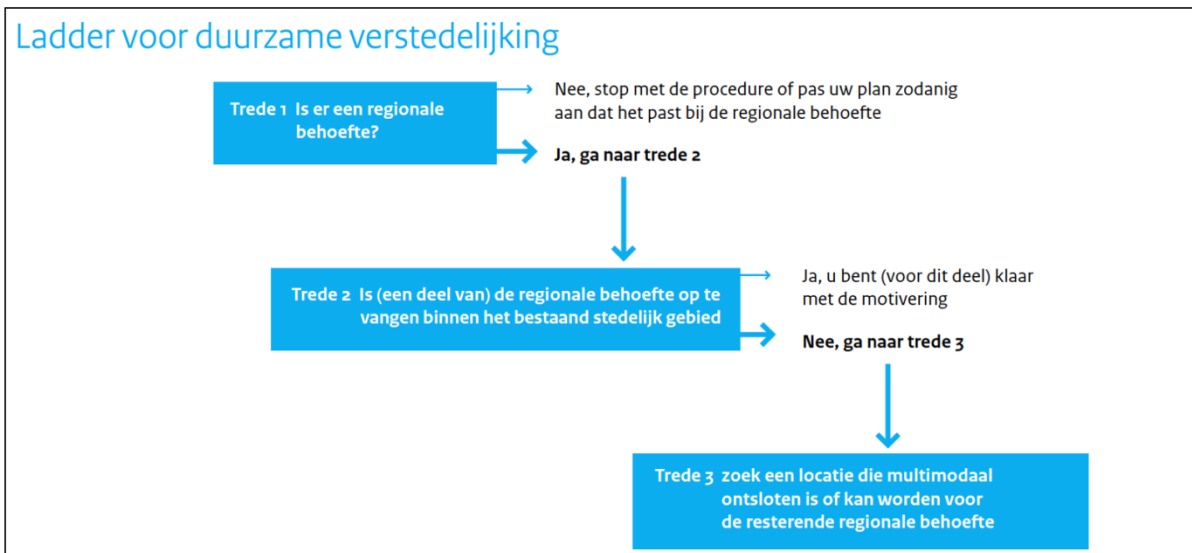 Ladder voor duurzame verstedelijking
Trede 1 Is er een regionale
behoefte?
Nee, stop met de procedure of pas uw plan zodanig
aan dat het past bij de regionale behoefte
Ja, ga naar trede 2
Trede 2 Is (een deel van) de regionale behoefte op te
vangen binnen het bestaand stedelijk gebied
Ja, u bent (voor dit deel) klaar
met de motivering
Nee, ga naar trede 3
Trede 3 zoek een locatie die multimodaal
ontsloten is of kan worden voor
de resterende regionale behoefte